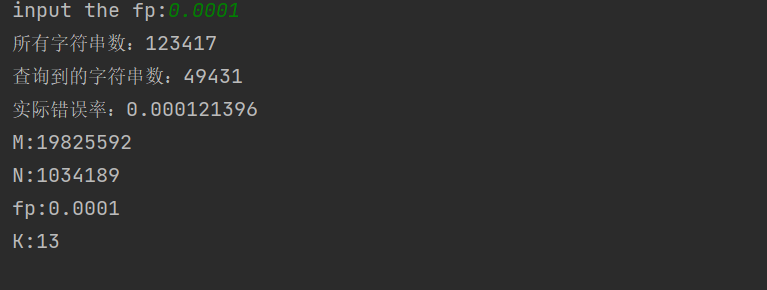 input the fp:0.0001
所有字符串数：123417
查询到的字符串数：49431
实际错误率：0.000121396
M:19825592
N:1034189
fp:0.0001
K:13